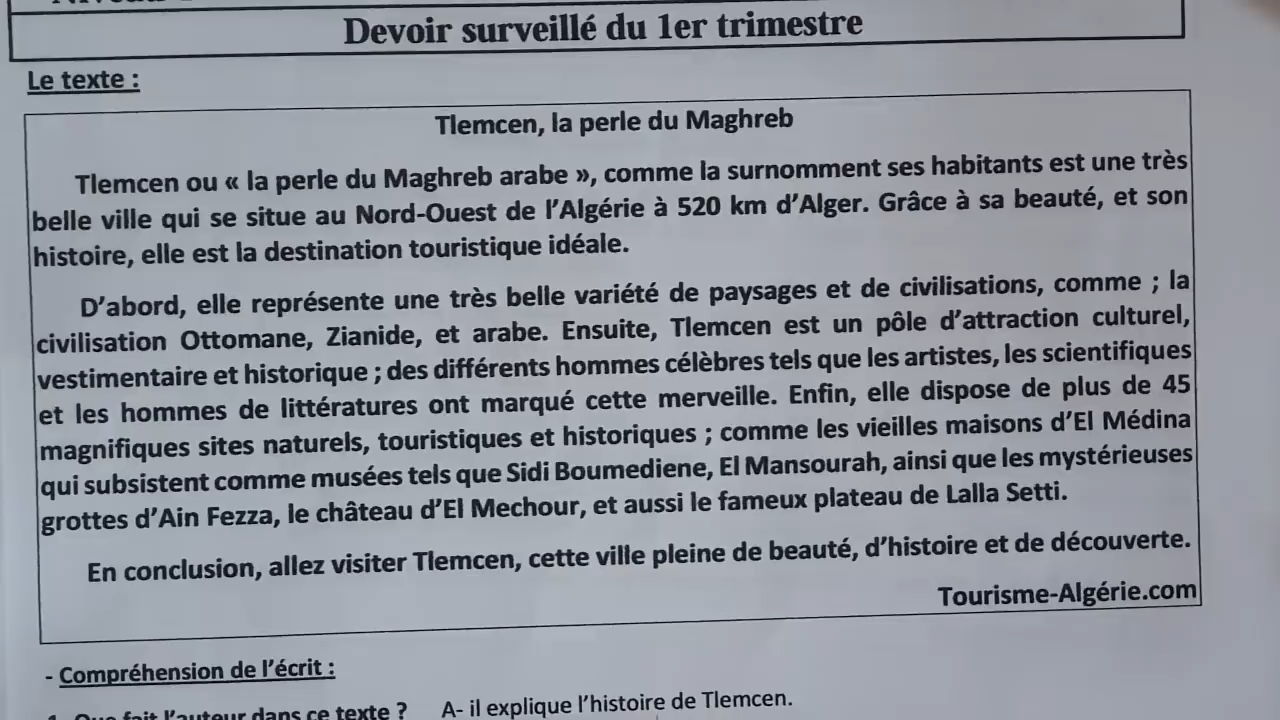 Devoir surveillé du 1er trimestre
Le texte :
Tlemcen, la perle du Maghreb
Tlemcen ou « la perle du Maghreb arabe », comme la surnomment ses habitants est une très
belle ville qui se situe au Nord-Ouest de l'Algérie à 520 km d'Alger. Grâce à sa beauté, et son
histoire, elle est la destination touristique idéale.
D'abord, elle représente une très belle variété de paysages et de civilisations, comme ; la
civilisation Ottomane, Zianide, et arabe. Ensuite, Tlemcen est un pôle d'attraction culturel,
vestimentaire et historique ; des différents hommes célèbres tels que les artistes, les scientifiques
et les hommes de littératures ont marqué cette merveille. Enfin, elle dispose de plus de 45
magnifiques sites naturels, touristiques et historiques ; comme les vieilles maisons d'El Médina
qui subsistent comme musées tels que Sidi Boumediene, El Mansourah, ainsi que les mystérieuses
grottes d'Ain Fezza, le château d'El Mechour, et aussi le fameux plateau de Lalla Setti.
En conclusion, allez visiter Tlemcen, cette ville pleine de beauté, d'histoire et de découverte.
Tourisme-Algérie.com
- Compréhension de l'écrit :
1- Que fait l'auteur dans ce texte ? A- il explique l'histoire de Tlemcen.